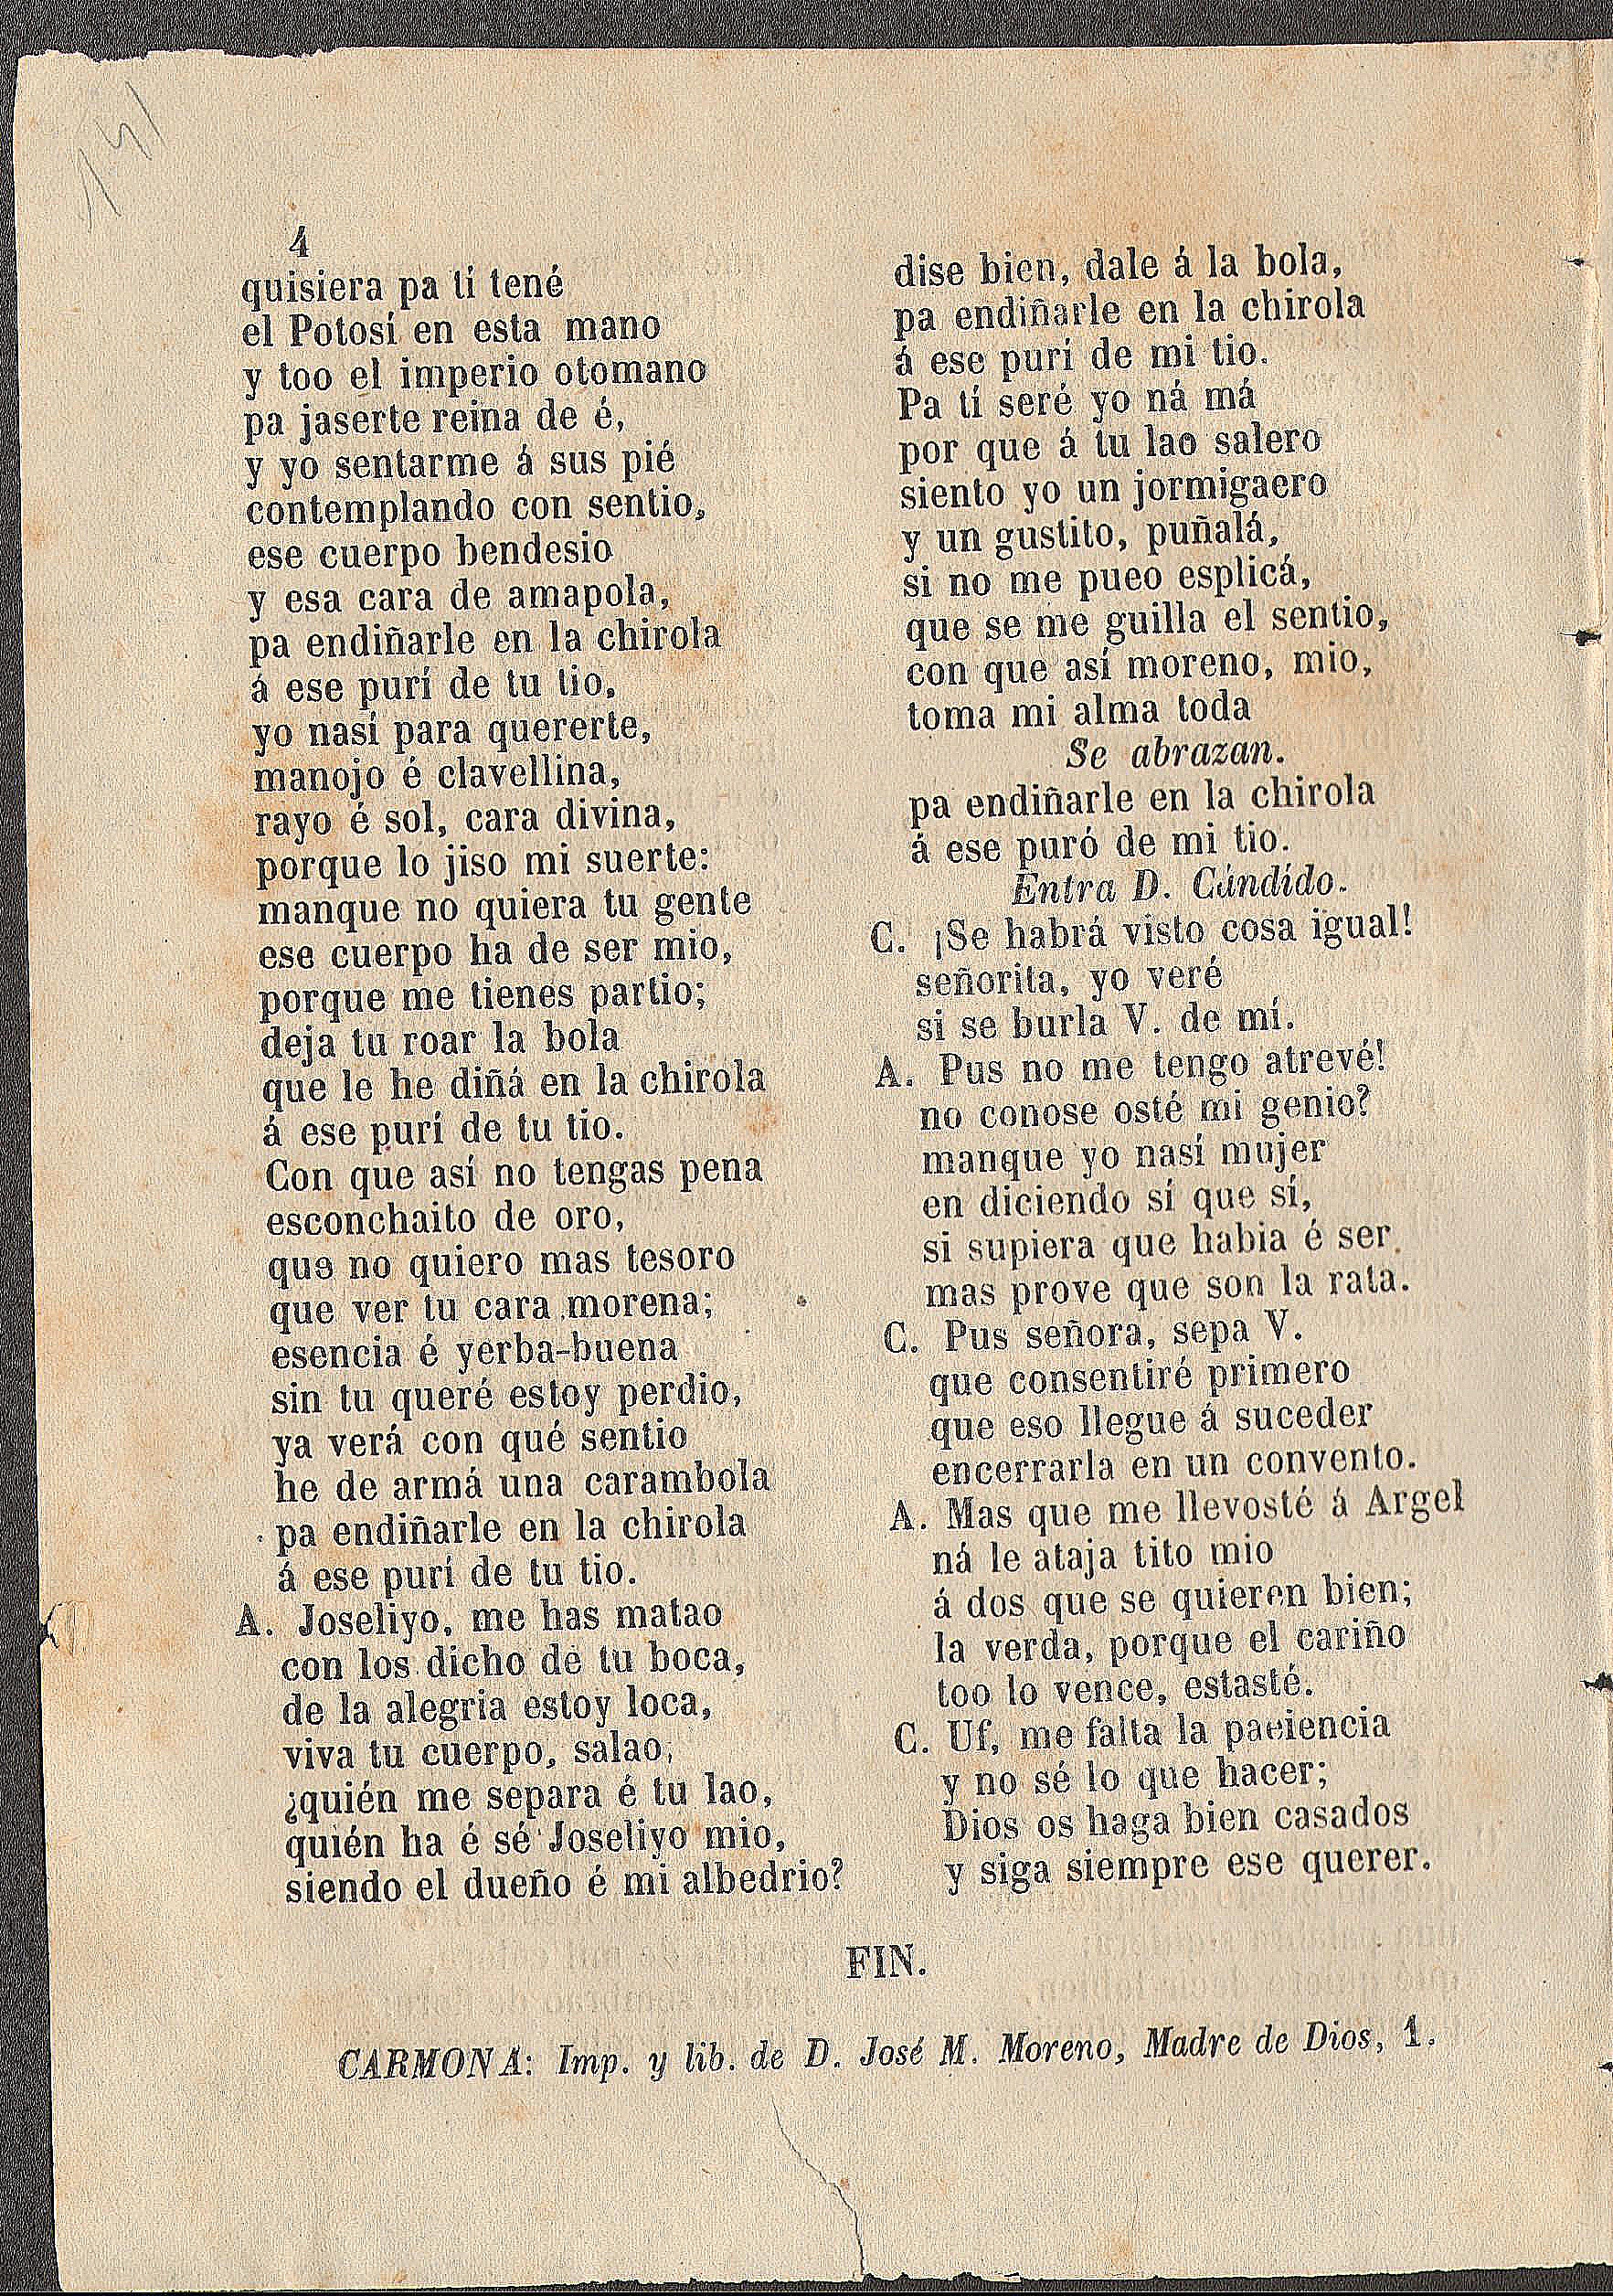 141
4
quisiera pa tí tené
el Potosí en esta mano
y too el imperio otomano
pa jaserte reina de é,
y yo sentarme á sus pié
contemplando con sentio,
ese cuerpo bendesio
y esa cara de amapola,
pa endiñarle en la chirola
á ese purí de tu tio,
yo nasí para quererte,
manojo é clavellina,
rayo é sol, cara divina,
porque lo jiso mi suerte:
manque no quiera tu gente
ese cuerpo ha de ser mio,
porque me tienes partio;
deja tu roar la bola
que le he diñá en la chirola
á ese purí de tu tio.
Con que así no tengas pena
esconchaito de oro,
que no quiero mas tesoro
que ver tu cara morena;
esencia é yerba-buena
sin tu queré estoy perdio,
ya verá con qué sentio
he de armá una carambola
pa endiñarle en la chirola
á ese purí de tu tio.
A. Joseliyo, me has matao
con los dicho de tu boca,
de la alegria estoy loca,
viva tu cuerpo, salao;
¿quién me separa é tu lao,
quién ha é sé Joseliyo mio,
siendo el dueño é mi albedrio?
dise bien, dale á la bola,
pa endiñarle en la chirola
á ese purí de mi tio.
Pa tí seré yo ná má
por que á tu lao salero
siento yo un jormigaero
y un gustito, puñalá,
si no me pueo esplicá,
que se me guilla el sentio,
con que así moreno, mio,
toma mi alma toda
Se abrazan.
pa endiñarle en la chirola
á ese puró de mi tio.
Entra D. Cándido.
C. ¡Se habrá visto cosa igual!
señorita, yo veré
si se burla V. de mí.
A. Pus no me tengo atrevé!
no conose osté mi genio?
manque yo nasí mujer
en diciendo sí que sí,
si supiera que habia é ser
mas prove que son la rata.
C. Pus señora, sepa V.
que consentiré primero
que eso llegue á suceder
encerrarla en un convento.
A. Mas que me llevosté á Argel
ná le ataja tito mio
á dos que se quieren bien;
la verda, porque el cariño
too lo vence, estasté.
C. Uf, me falta la paciencia
y no sé lo que hacer;
Dios os haga bien casados
y siga siempre ese querer.
FIN.
CARMONA: Imp. y lib. de D. José M. Moreno, Madre de Dios, 1.